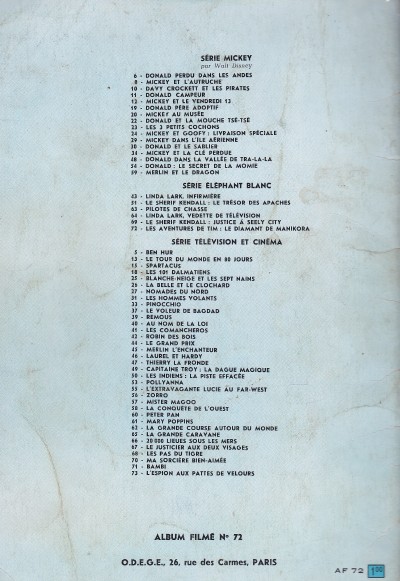 SÉRIE MICKEY
par Walt Disney
6 - DONALD PERDU DANS LES ANDES
8 - MICKEY ET L'AUTRUCHE
10 - DAVY CROCKETT ET LES PIRATES
11 - DONALD CAMPEUR
12 - MICKEY ET LE VENDREDI 13
19 - DONALD PÈRE ADOPTIF
20 - MICKEY AU MUSÉE
22 - DONALD ET LA MOUCHE TSÉ-TSÉ
23 - LES 3 PETITS COCHONS
24 - MICKEY ET GOOFY : LIVRAISON SPÉCIALE
29 - MICKEY DANS L'ILE AÉRIENNE
30 - DONALD ET LE SABLIER
34 - MICKEY ET LA CLÉ PERDUE
48 - DONALD DANS LA VALLÉE DE TRA-LA-LA
54 - DONALD : LE SECRET DE LA MOMIE
59 - MERLIN ET LE DRAGON
SÉRIE ÉLÉPHANT BLANC
43 - LINDA LARK, INFIRMIÈRE
51 - LE SHERIF KENDALL : LE TRÉSOR DES APACHES
63 - PILOTES DE CHASSE
64 - LINDA LARK, VEDETTE DE TÉLÉVISION
69 - LE SHERIF KENDALL : JUSTICE À SEELY CITY
72 - LES AVENTURES DE TIM : LE DIAMANT DE MANIKORA
SÉRIE TÉLÉVISION ET CINÉMA
5 - BEN HUR
13 - LE TOUR DU MONDE EN 80 JOURS
15 - SPARTACUS
18 - LES 101 DALMATIENS
25 - BLANCHE-NEIGE ET LES SEPT NAINS
26 - LA BELLE ET LE CLOCHARD
27 - NOMADES DU NORD
31 - LES HOMMES VOLANTS
33 - PINOCCHIO
37 - LE VOLEUR DE BAGDAD
39 - REMOUS
40 - AU NOM DE LA LOI
41 - LES COMANCHEROS
42 - ROBIN DES BOIS
44 - LE GRAND PRIX
45 - MERLIN L'ENCHANTEUR
46 - LAUREL ET HARDY
47 - THIERRY LA FRONDE
49 - CAPITAINE TROY : LA DAGUE MAGIQUE
50 - LES INDIENS : LA PISTE EFFACÉE
53 - POLLYANNA
55 - L'EXTRAVAGANTE LUCIE AU FAR-WEST
56 - ZORRO
57 - MISTER MAGOO
58 - LA CONQUÊTE DE L'OUEST
60 - PETER PAN
61 - MARY POPPINS
62 - LA GRANDE COURSE AUTOUR DU MONDE
65 - LA GRANDE CARAVANE
66 - 20 000 LIEUES SOUS LES MERS
67 - LE JUSTICIER AUX DEUX VISAGES
68 - LES PAS DU TIGRE
70 - MA SORCIÈRE BIEN-AIMÉE
71 - BAMBI
73 - L'ESPION AUX PATTES DE VELOURS
ALBUM FILMÉ N° 72
O.D.E.G.E., 26, rue des Carmes, PARIS
AF 72